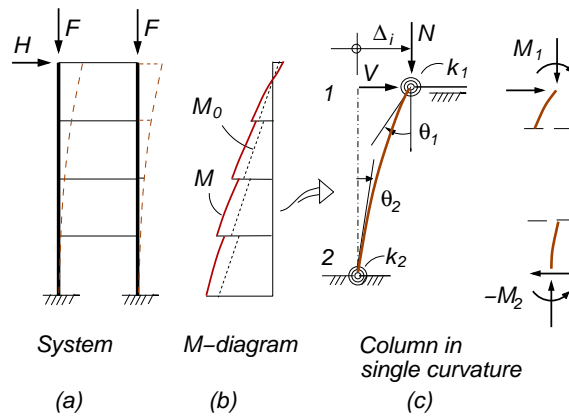 F F
H
M₀
M
System
(a)
M−diagram
(b)
Δᵢ N
V k₁
1
θ₁
θ₂
2 k₂
Column in
single curvature
(c)
M₁
−M₂